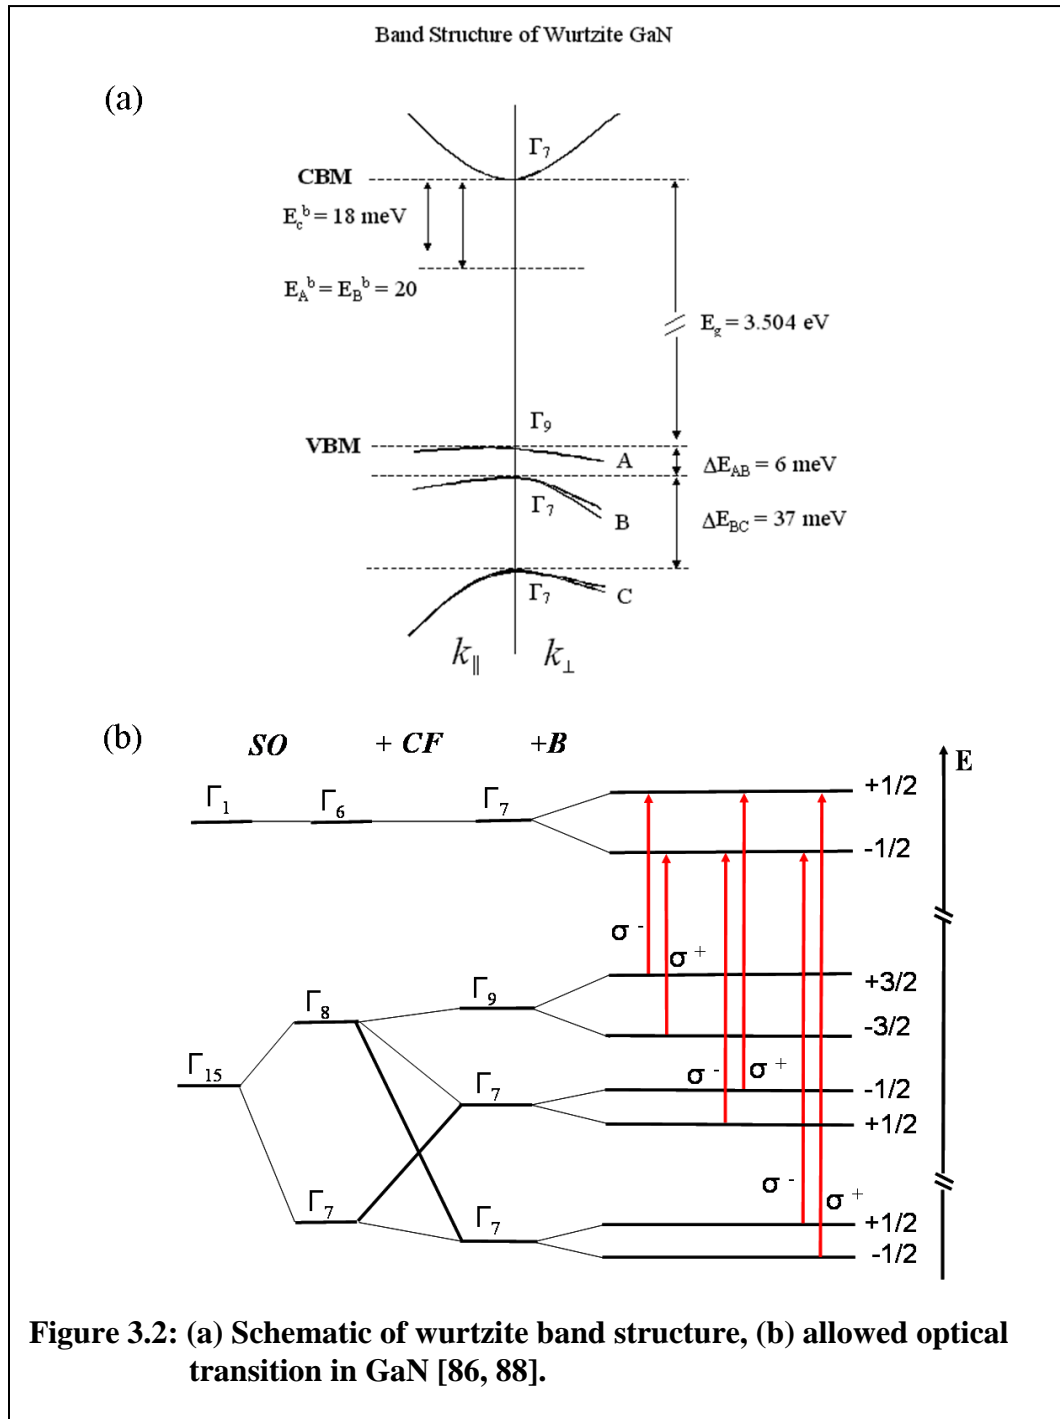 Band Structure of Wurtzite GaN
(a)
Γ7
CBM
E_c^b = 18 meV
E_A^b = E_B^b = 20
E_g = 3.504 eV
Γ9
VBM
A
ΔE_AB = 6 meV
Γ7
B
ΔE_BC = 37 meV
Γ7
C
k∥ k⊥
(b)
SO + CF +B
E
Γ1 Γ6 Γ7
+1/2
-1/2
σ- σ+
Γ8 Γ9
+3/2
-3/2
Γ15
σ- σ+
Γ7
-1/2
+1/2
σ- σ+
Γ7 Γ7
+1/2
-1/2
Figure 3.2: (a) Schematic of wurtzite band structure, (b) allowed optical
transition in GaN [86, 88].